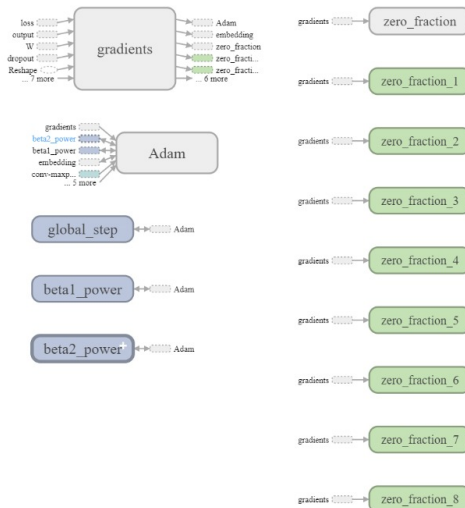 loss
output
W
dropout
Reshape
... 7 more
gradients
Adam
embedding
zero_fraction
zero_fracti...
zero_fracti...
... 6 more
gradients
beta2_power
beta1_power
embedding
conv-maxp...
... 5 more
Adam
global_step
Adam
beta1_power
Adam
beta2_power
Adam
gradients
zero_fraction
gradients
zero_fraction_1
gradients
zero_fraction_2
gradients
zero_fraction_3
gradients
zero_fraction_4
gradients
zero_fraction_5
gradients
zero_fraction_6
gradients
zero_fraction_7
gradients
zero_fraction_8